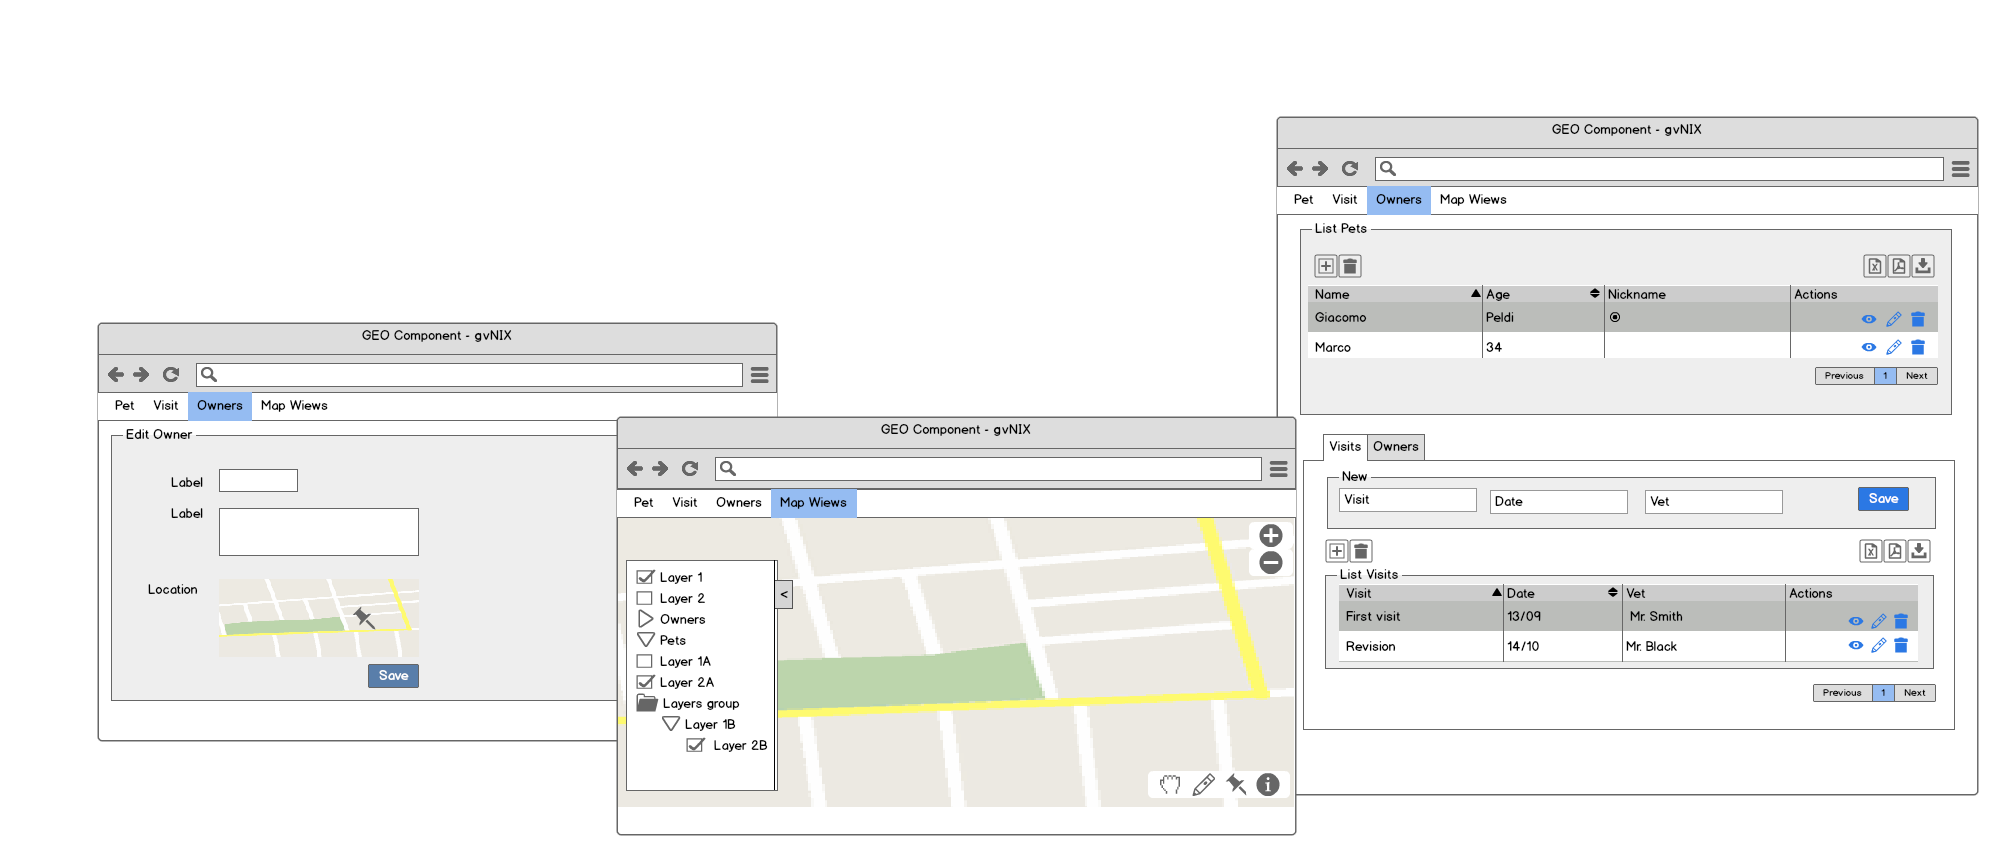 GEO Component - gvNIX
Pet Visit Owners Map Wiews
Edit Owner
Label
Label
Location
Save
GEO Component - gvNIX
Pet Visit Owners Map Wiews
<
Layer 1
Layer 2
Owners
Pets
Layer 1A
Layer 2A
Layers group
Layer 1B
Layer 2B
GEO Component - gvNIX
Pet Visit Owners Map Wiews
List Pets
Name Age Nickname Actions
Giacomo Peldi
Marco 34
Previous 1 Next
Visits Owners
New
Visit Date Vet Save
List Visits
Visit Date Vet Actions
First visit 13/09 Mr. Smith
Revision 14/10 Mr. Black
Previous 1 Next